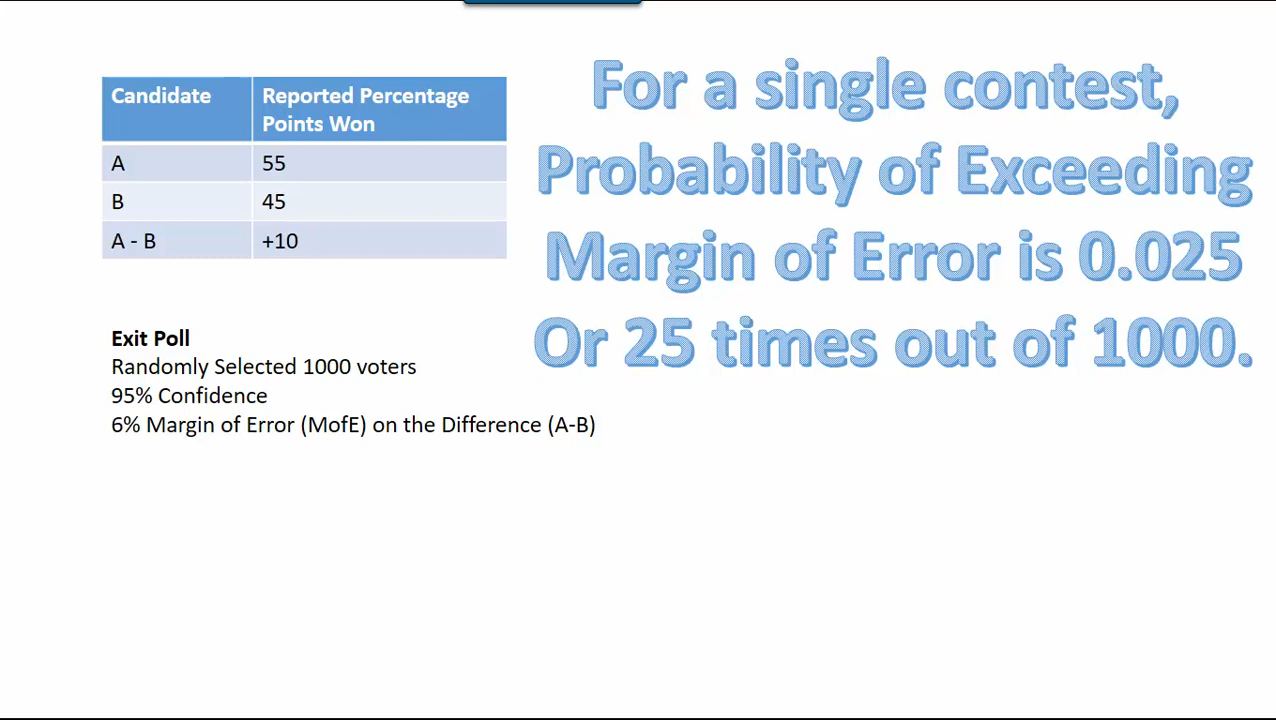 Candidate Reported Percentage
Points Won
A 55
B 45
A - B +10
For a single contest,
Probability of Exceeding
Margin of Error is 0.025
Or 25 times out of 1000.
Exit Poll
Randomly Selected 1000 voters
95% Confidence
6% Margin of Error (MofE) on the Difference (A-B)